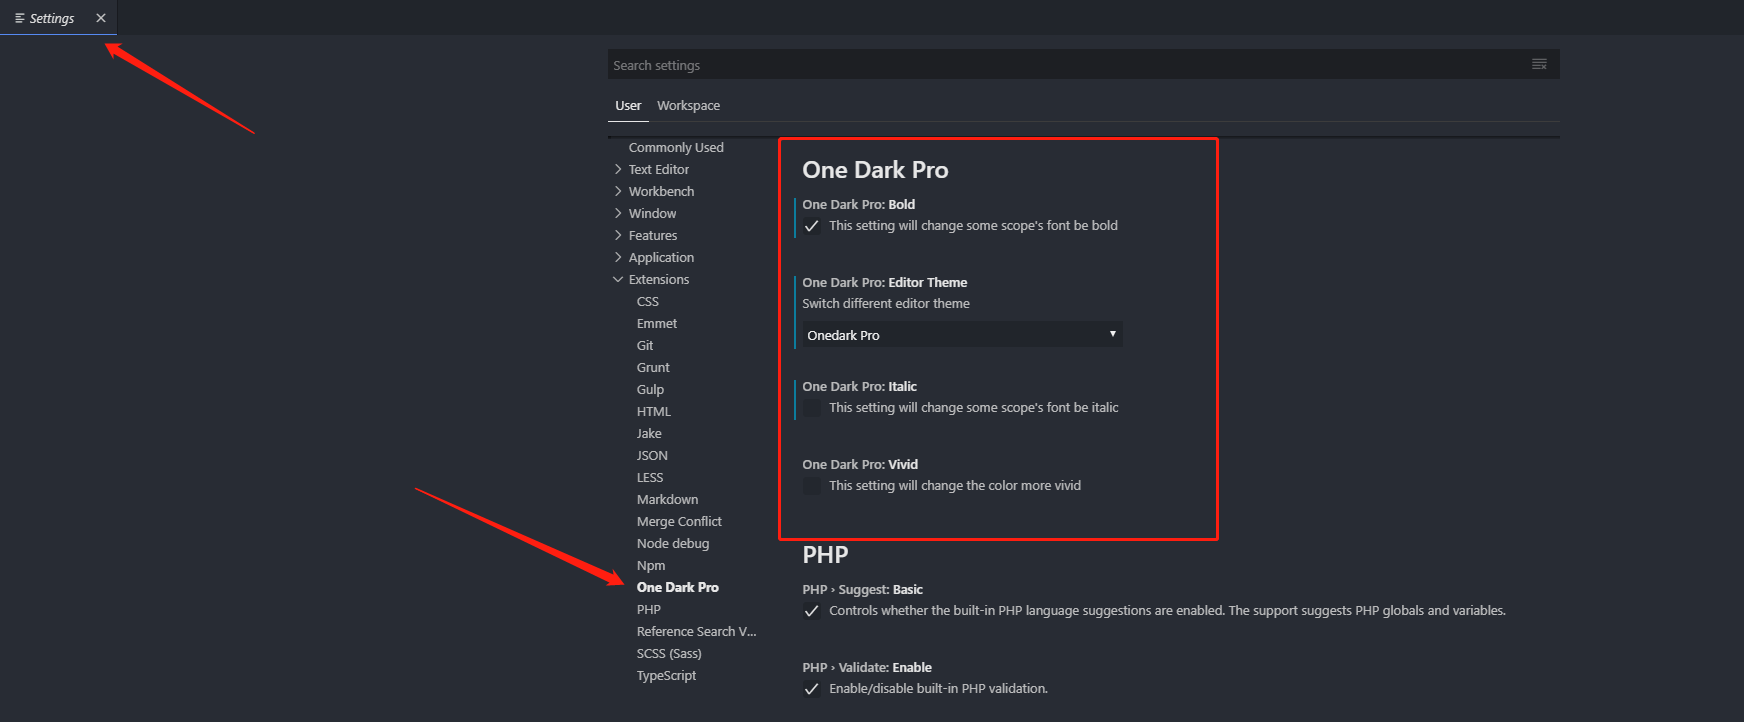 Settings
Search settings
User Workspace
Commonly Used
Text Editor
Workbench
Window
Features
Application
Extensions
CSS
Emmet
Git
Grunt
Gulp
HTML
Jake
JSON
LESS
Markdown
Merge Conflict
Node debug
Npm
One Dark Pro
PHP
Reference Search V...
SCSS (Sass)
TypeScript
One Dark Pro
One Dark Pro: Bold
This setting will change some scope's font be bold
One Dark Pro: Editor Theme
Switch different editor theme
Onedark Pro
One Dark Pro: Italic
This setting will change some scope's font be italic
One Dark Pro: Vivid
This setting will change the color more vivid
PHP
PHP › Suggest: Basic
Controls whether the built-in PHP language suggestions are enabled. The support suggests PHP globals and variables.
PHP › Validate: Enable
Enable/disable built-in PHP validation.